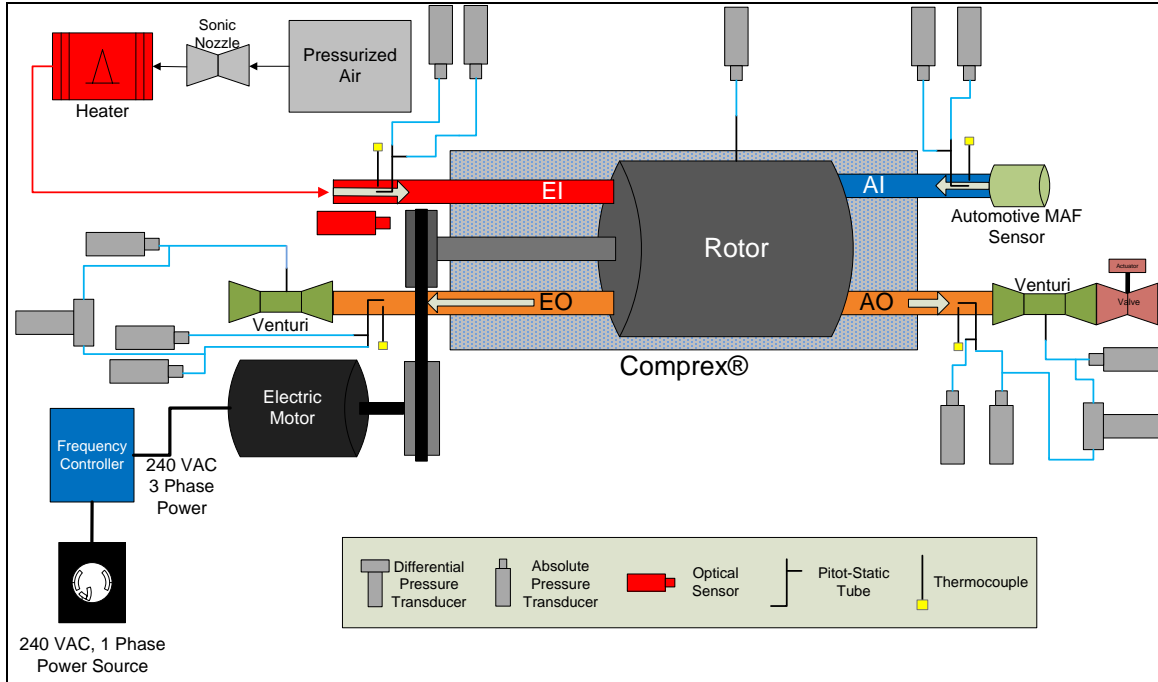 Sonic
Nozzle
Pressurized
Air
Heater
EI
AI
Automotive MAF
Sensor
Rotor
Actuator
Valve
Venturi
EO
AO
Venturi
Comprex®
Electric
Motor
Frequency
Controller
240 VAC
3 Phase
Power
240 VAC, 1 Phase
Power Source
Differential
Pressure
Transducer
Absolute
Pressure
Transducer
Optical
Sensor
Pitot-Static
Tube
Thermocouple